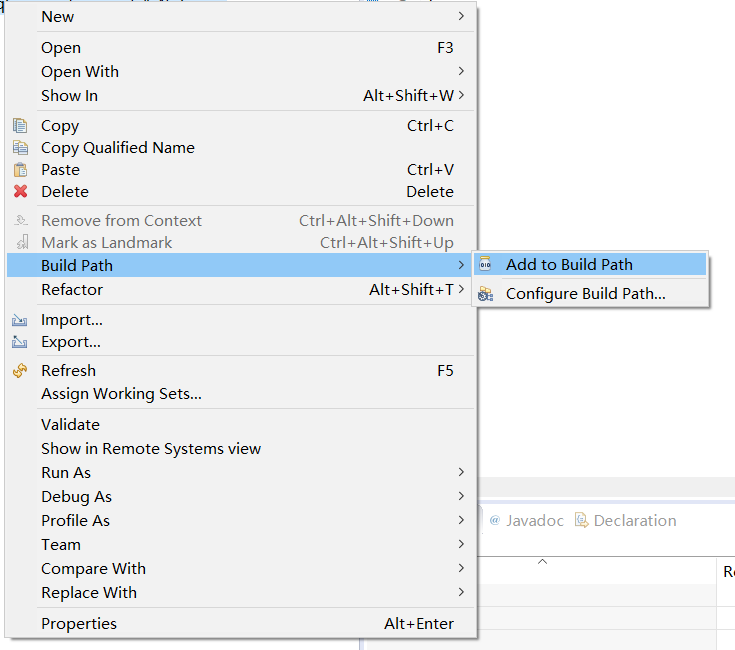 New
Open F3
Open With
Show In Alt+Shift+W
Copy Ctrl+C
Copy Qualified Name
Paste Ctrl+V
Delete Delete
Remove from Context Ctrl+Alt+Shift+Down
Mark as Landmark Ctrl+Alt+Shift+Up
Build Path
Add to Build Path
Refactor Alt+Shift+T
Configure Build Path...
Import...
Export...
Refresh F5
Assign Working Sets...
Validate
Show in Remote Systems view
Run As
Debug As
Profile As
@ Javadoc Declaration
Team
Compare With
Replace With
Properties Alt+Enter